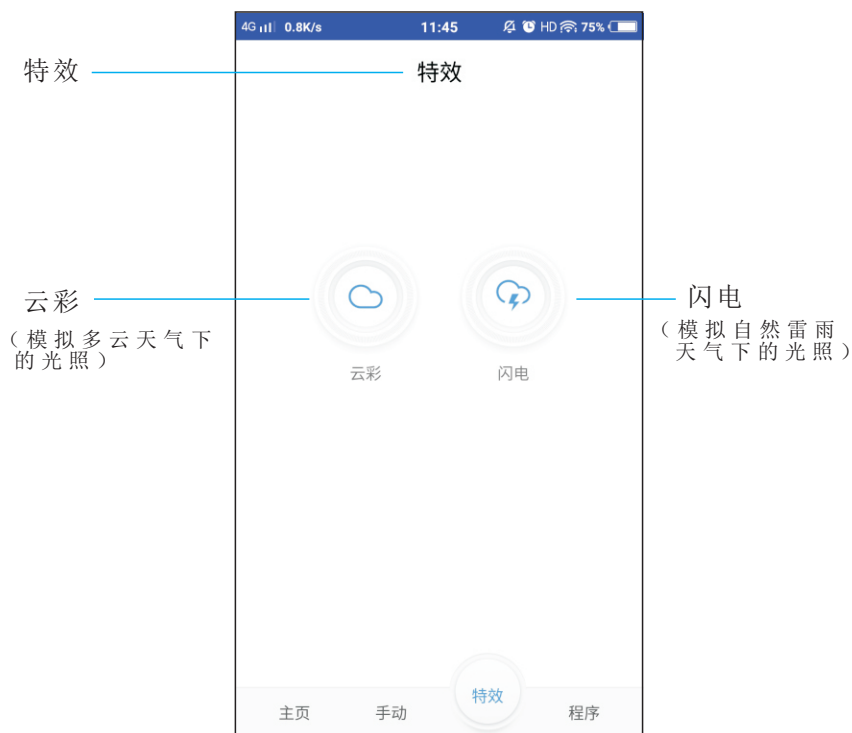 4G 0.8K/s 11:45 HD 75%
特效 特效
云彩
（模拟多云天气下
的光照）
闪电
（模拟自然雷雨
天气下的光照）
云彩 闪电
主页 手动 特效 程序